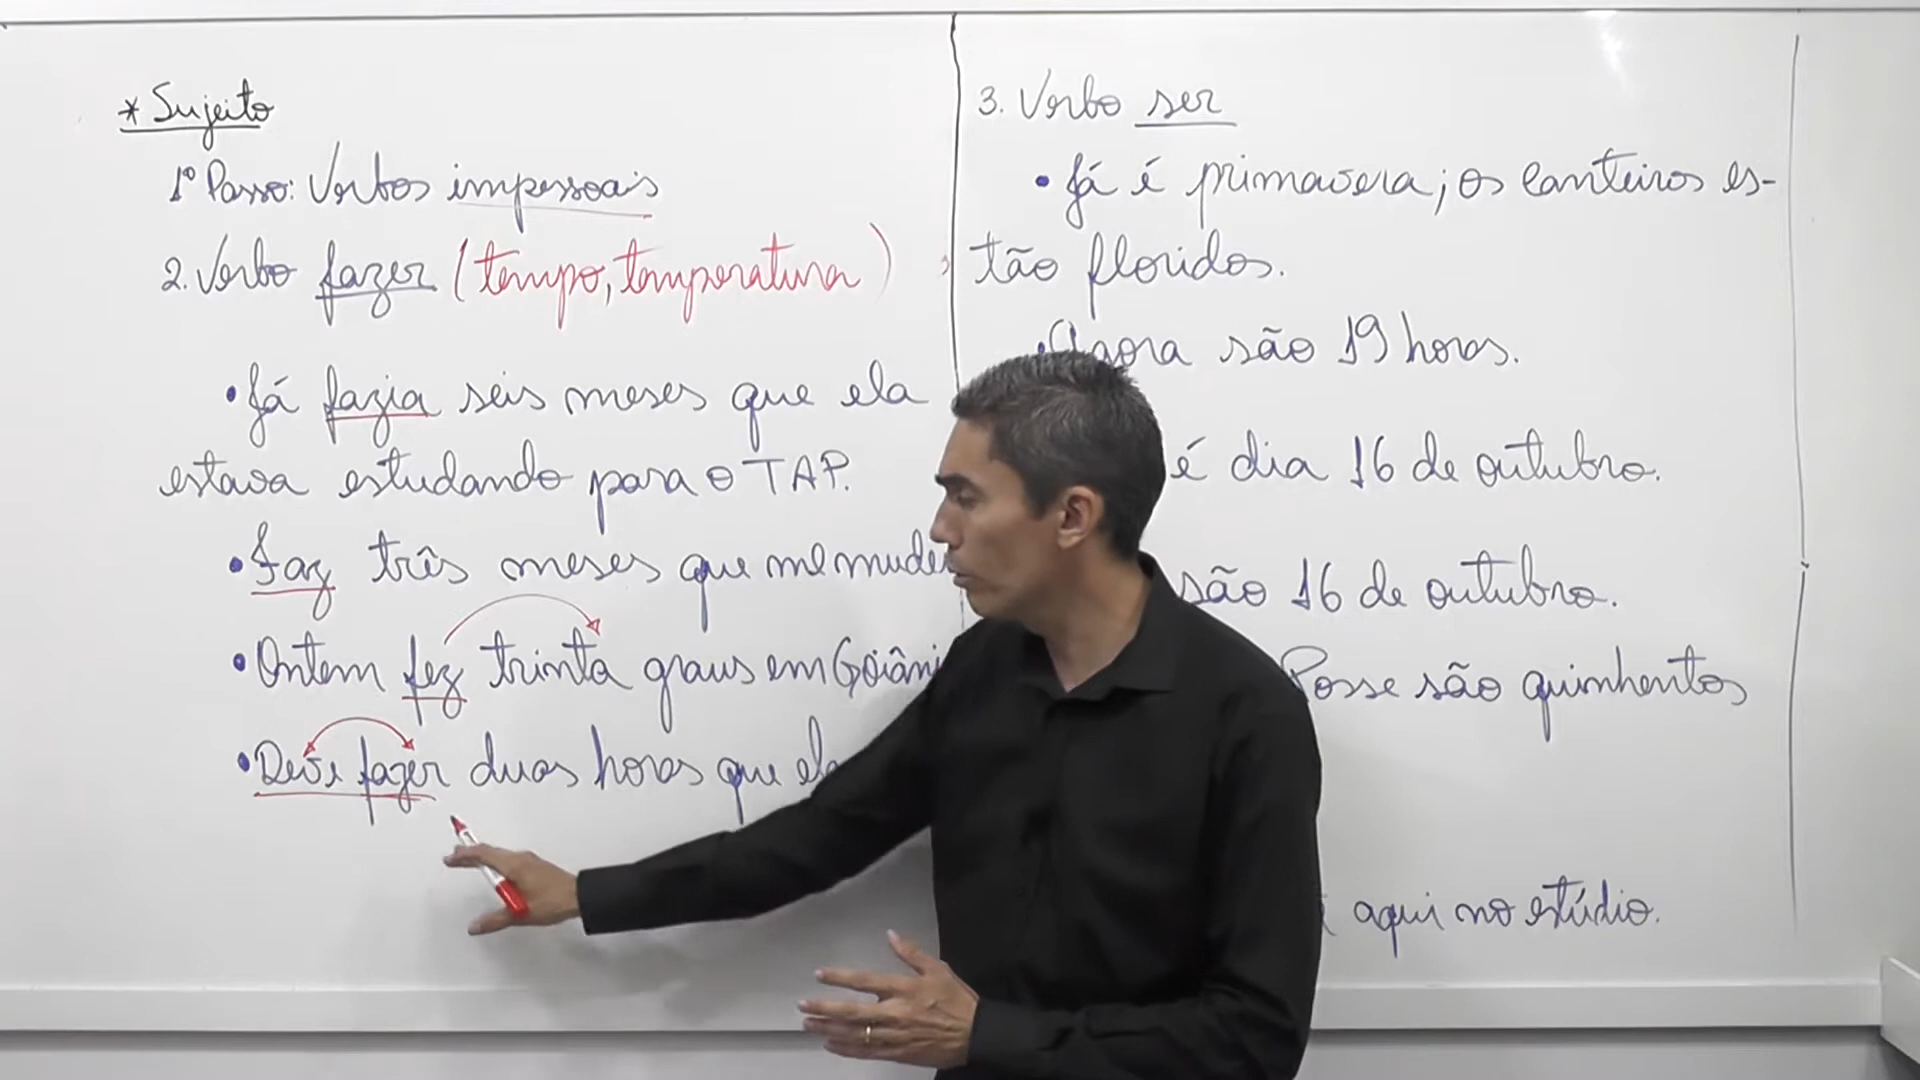 * Sujeito
1º Passo: Verbos impessoais
2. Verbo fazer (tempo, temperatura)
• Já fazia seis meses que ela
estava estudando para o TAP.
• Faz três meses que me
• Ontem fez trinta graus em
• Deve fazer duas horas que
3. Verbo ser
• Já é primavera; os canteiros es-
tão floridos.
• Agora são 19 horas.
é dia 16 de outubro.
são 16 de outubro.
Posse são quinhentos
aqui no estúdio.